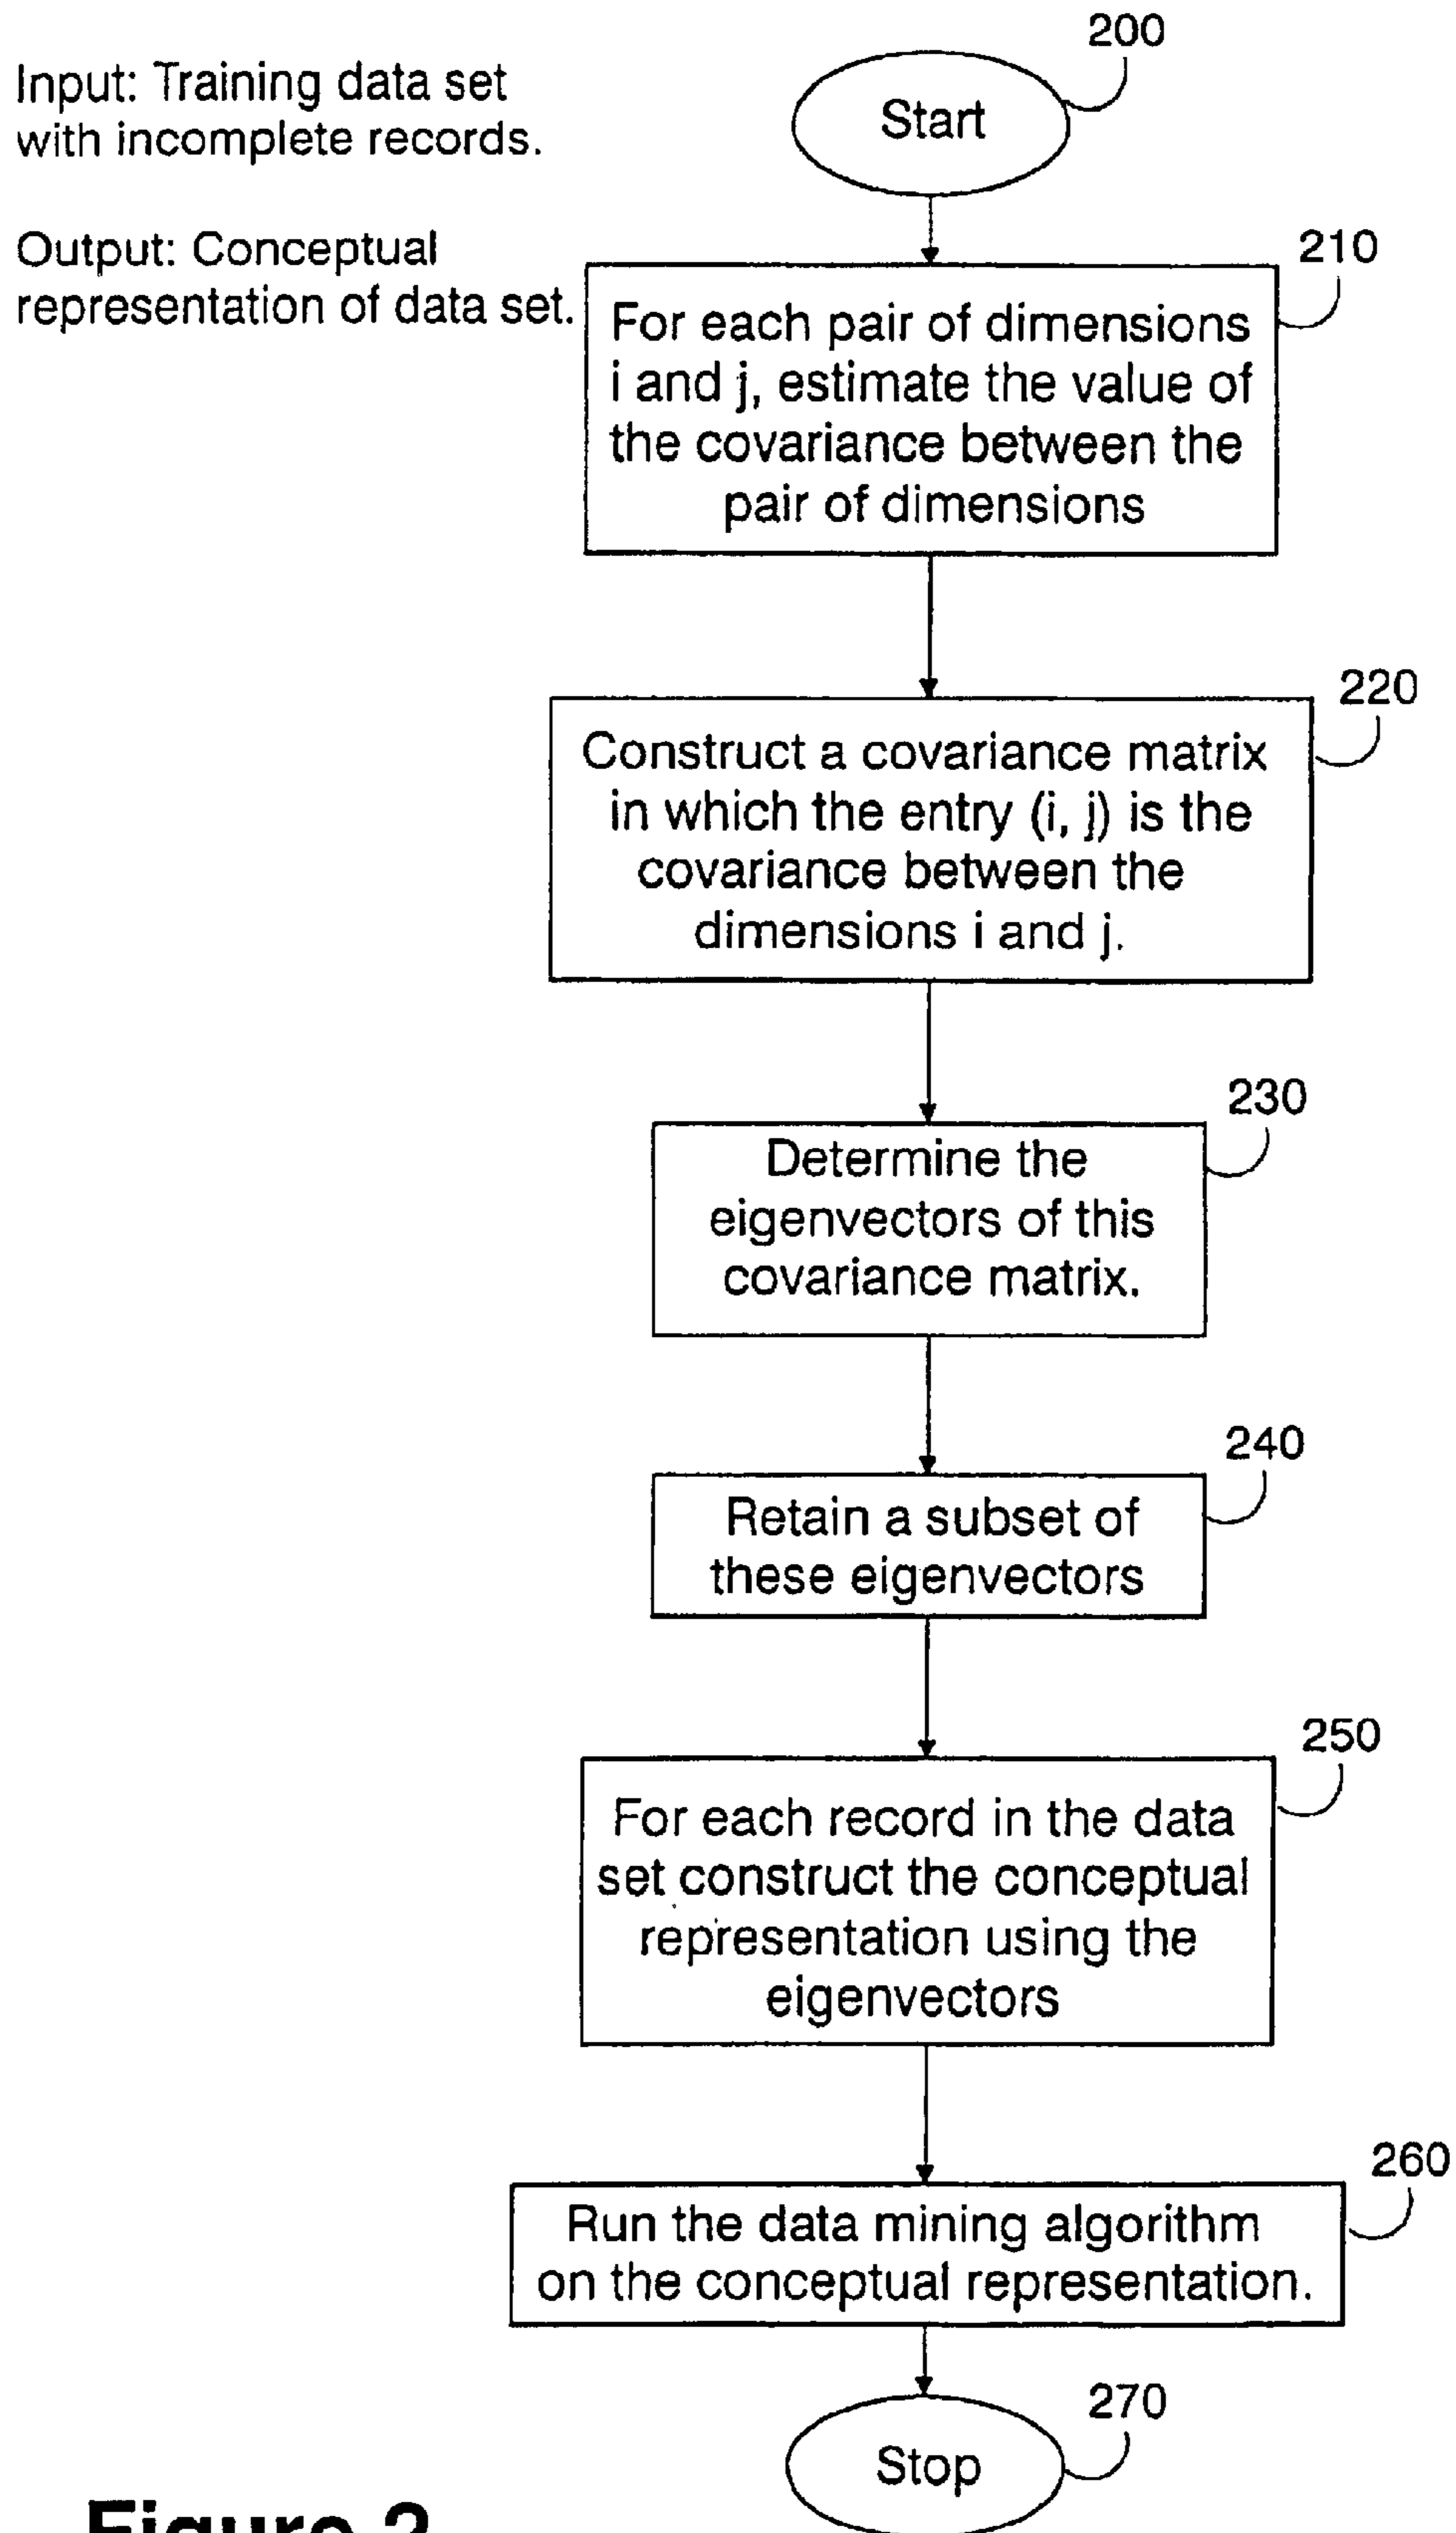 Input: Training data set
with incomplete records.
Output: Conceptual
representation of data set.
200
Start
210
For each pair of dimensions
i and j, estimate the value of
the covariance between the
pair of dimensions
220
Construct a covariance matrix
in which the entry (i, j) is the
covariance between the
dimensions i and j.
230
Determine the
eigenvectors of this
covariance matrix.
240
Retain a subset of
these eigenvectors
250
For each record in the data
set construct the conceptual
representation using the
eigenvectors
260
Run the data mining algorithm
on the conceptual representation.
270
Stop
Figure 2